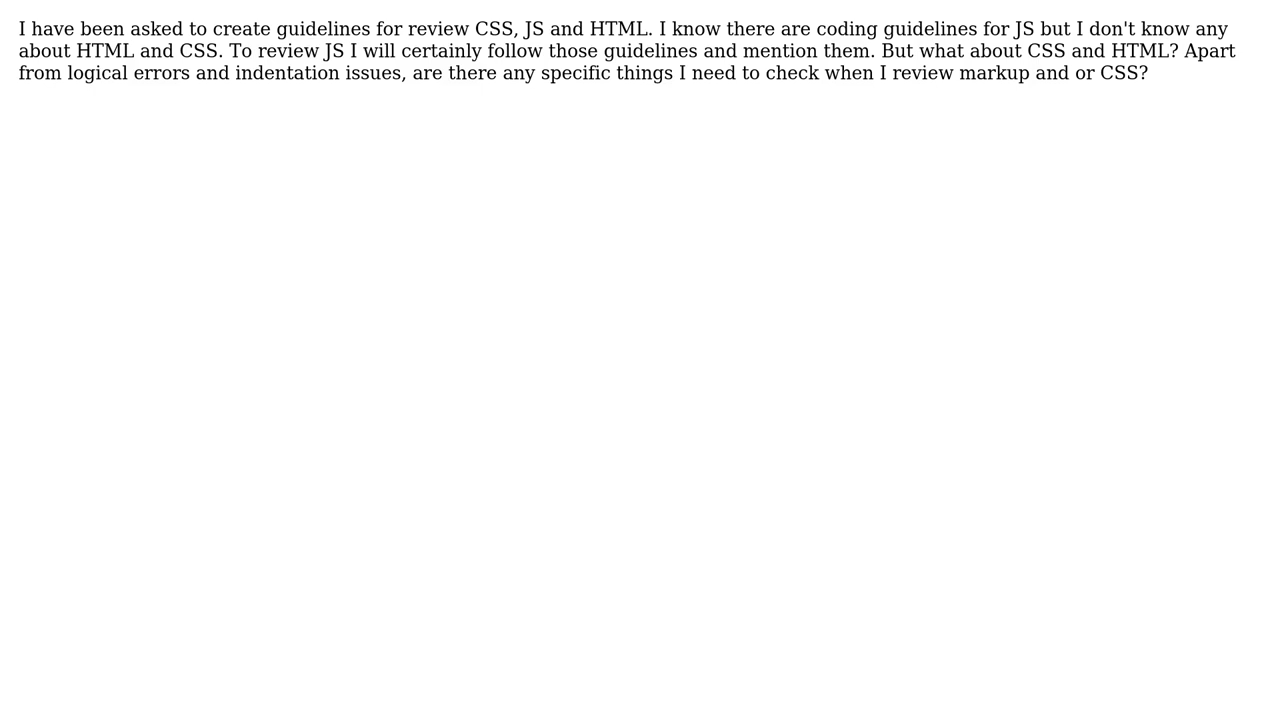 I have been asked to create guidelines for review CSS, JS and HTML. I know there are coding guidelines for JS but I don't know any
about HTML and CSS. To review JS I will certainly follow those guidelines and mention them. But what about CSS and HTML? Apart
from logical errors and indentation issues, are there any specific things I need to check when I review markup and or CSS?